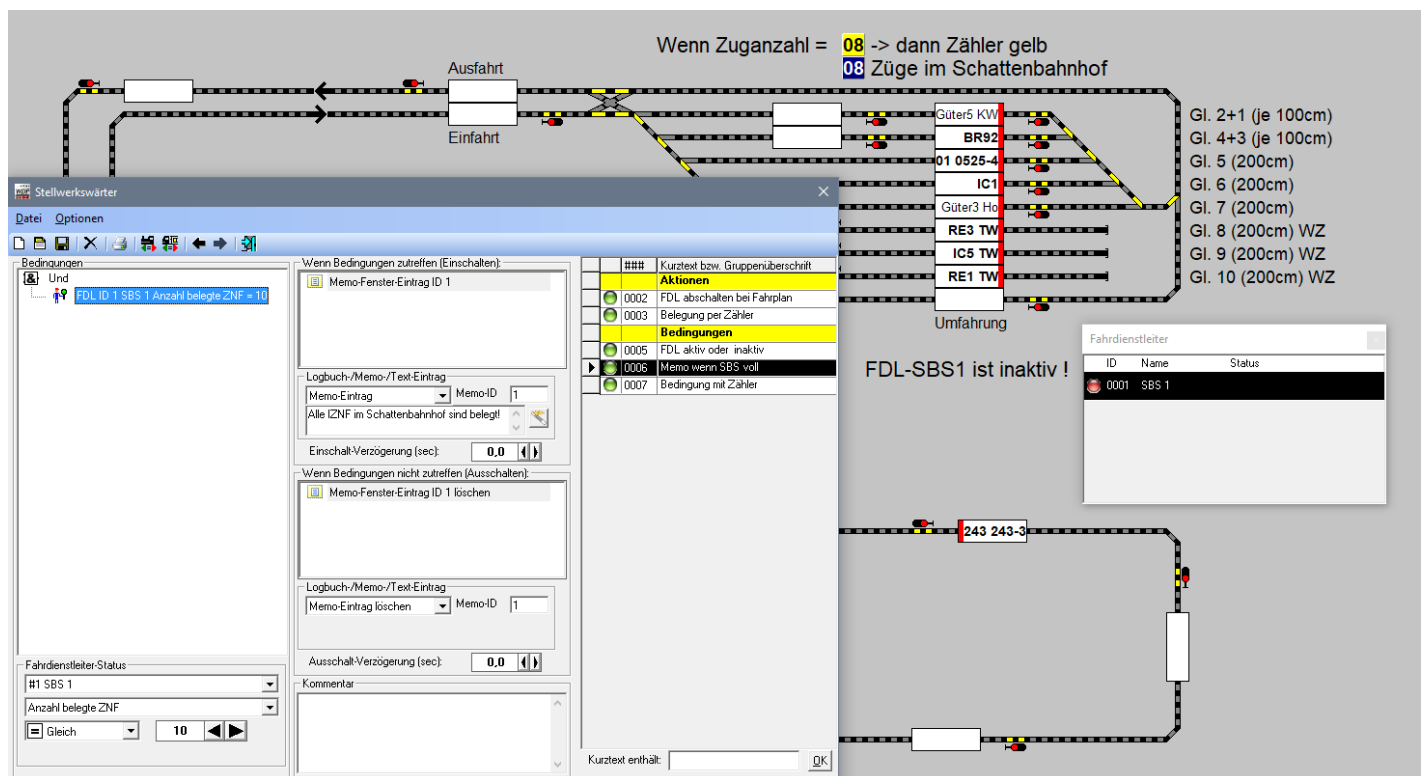 Wenn Zuganzahl = 08 -> dann Zähler gelb
08 Züge im Schattenbahnhof
Ausfahrt
Einfahrt
Güter5 KW
BR92
01 0525-4
IC1
Güter3 Ho
RE3 TW
IC5 TW
RE1 TW
Umfahrung
Gl. 2+1 (je 100cm)
Gl. 4+3 (je 100cm)
Gl. 5 (200cm)
Gl. 6 (200cm)
Gl. 7 (200cm)
Gl. 8 (200cm) WZ
Gl. 9 (200cm) WZ
Gl. 10 (200cm) WZ
FDL-SBS1 ist inaktiv !
Fahrdienstleiter
ID Name Status
0001 SBS 1
243 243-3
Stellwerkswärter
Datei Optionen
Bedingungen
& Und
FDL ID 1 SBS 1 Anzahl belegte ZNF = 10
Fahrdienstleiter-Status
#1 SBS 1
Anzahl belegte ZNF
= Gleich 10
Wenn Bedingungen zutreffen (Einschalten):
Memo-Fenster-Eintrag ID 1
Logbuch-/Memo-/Text-Eintrag
Memo-Eintrag Memo-ID 1
Alle IZNF im Schattenbahnhof sind belegt!
Einschalt-Verzögerung (sec): 0,0
Wenn Bedingungen nicht zutreffen (Ausschalten):
Memo-Fenster-Eintrag ID 1 löschen
Logbuch-/Memo-/Text-Eintrag
Memo-Eintrag löschen Memo-ID 1
Ausschalt-Verzögerung (sec): 0,0
Kommentar
### Kurztext bzw. Gruppenüberschrift
Aktionen
0002 FDL abschalten bei Fahrplan
0003 Belegung per Zähler
Bedingungen
0005 FDL aktiv oder inaktiv
0006 Memo wenn SBS voll
0007 Bedingung mit Zähler
Kurztext enthält: OK